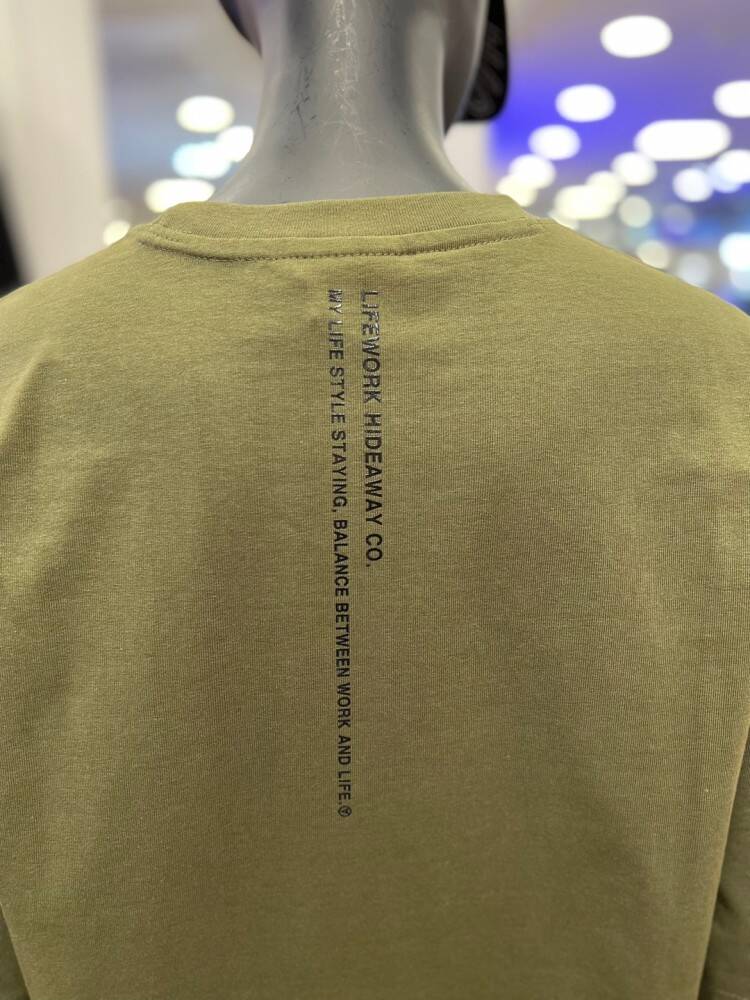 LIFEWORK HIDEAWAY CO.
MY LIFE STYLE STAYING, BALANCE BETWEEN WORK AND LIFE.